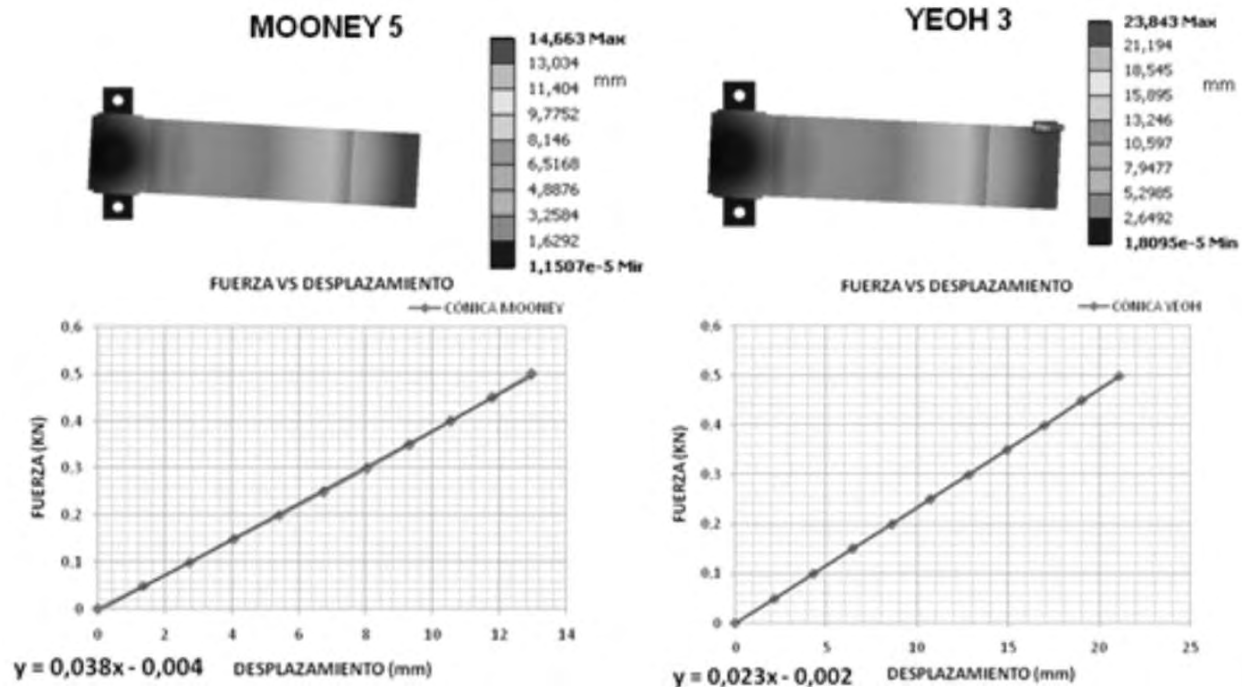 MOONEY 5
14,663 Max
13,034
11,404
9,7752
8,146
6,5168
4,8876
3,2584
1,6292
1,1507e-5 Mir
mm
FUERZA VS DESPLAZAMIENTO
CÓNICA MOONEY
0.6
0.5
0.4
0.3
0.2
0.1
0
0 2 4 6 8 10 12 14
FUERZA (KN)
DESPLAZAMIENTO (mm)
y = 0,038x - 0,004
YEOH 3
23,843 Max
21,194
18,545
15,895
13,246
10,597
7,9477
5,2985
2,6492
1,8095e-5 Min
mm
FUERZA VS DESPLAZAMIENTO
CÓNICA YEOH
0,6
0.5
0.4
0.3
0.2
0.1
0
0 5 10 15 20 25
FUERZA (KN)
DESPLAZAMIENTO (mm)
y = 0,023x - 0,002